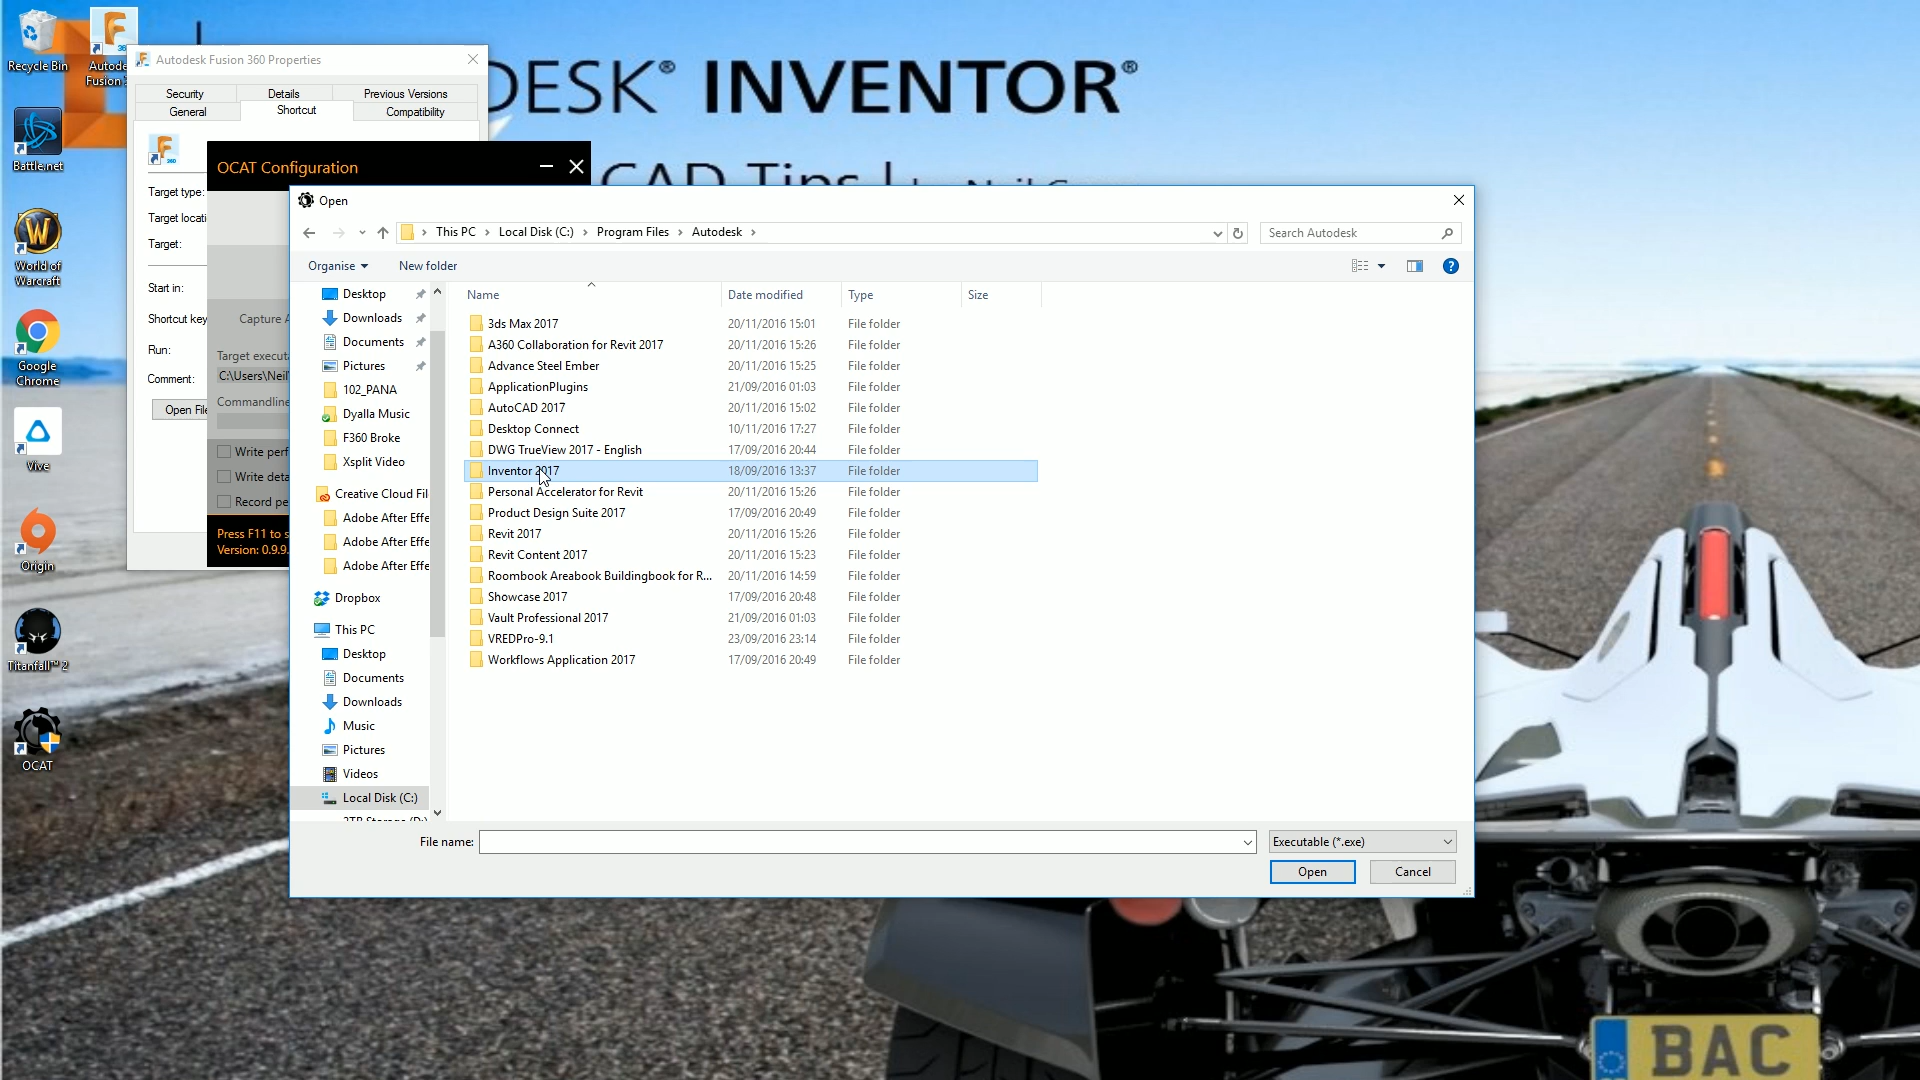 Recycle Bin
Autode
Fusion
Battle.net
World of
Warcraft
Google
Chrome
Vive
Origin
Titanfall™ 2
OCAT
DESK® INVENTOR®
CAD Tips |
Autodesk Fusion 360 Properties
Security
Details
Previous Versions
General
Shortcut
Compatibility
Target type:
Target locati
Target:
Start in:
Shortcut key
Run:
Comment:
Open File
OCAT Configuration
Capture A
Target execut
C:\Users\Neil
Commandline
Write perf
Write deta
Record pe
Press F11 to s
Version: 0.9.9.
Open
This PC
Local Disk (C:)
Program Files
Autodesk
Search Autodesk
Organise
New folder
Desktop
Downloads
Documents
Pictures
102_PANA
Dyalla Music
F360 Broke
Xsplit Video
Creative Cloud Fil
Adobe After Effe
Adobe After Effe
Adobe After Effe
Dropbox
This PC
Desktop
Documents
Downloads
Music
Pictures
Videos
Local Disk (C:)
2TB Storage (D:)
Name Date modified Type Size
3ds Max 2017 20/11/2016 15:01 File folder
A360 Collaboration for Revit 2017 20/11/2016 15:26 File folder
Advance Steel Ember 20/11/2016 15:25 File folder
ApplicationPlugins 21/09/2016 01:03 File folder
AutoCAD 2017 20/11/2016 15:02 File folder
Desktop Connect 10/11/2016 17:27 File folder
DWG TrueView 2017 - English 17/09/2016 20:44 File folder
Inventor 2017 18/09/2016 13:37 File folder
Personal Accelerator for Revit 20/11/2016 15:26 File folder
Product Design Suite 2017 17/09/2016 20:49 File folder
Revit 2017 20/11/2016 15:26 File folder
Revit Content 2017 20/11/2016 15:23 File folder
Roombook Areabook Buildingbook for R... 20/11/2016 14:59 File folder
Showcase 2017 17/09/2016 20:48 File folder
Vault Professional 2017 21/09/2016 01:03 File folder
VREDPro-9.1 23/09/2016 23:14 File folder
Workflows Application 2017 17/09/2016 20:49 File folder
File name:
Executable (*.exe)
Open
Cancel
BAC